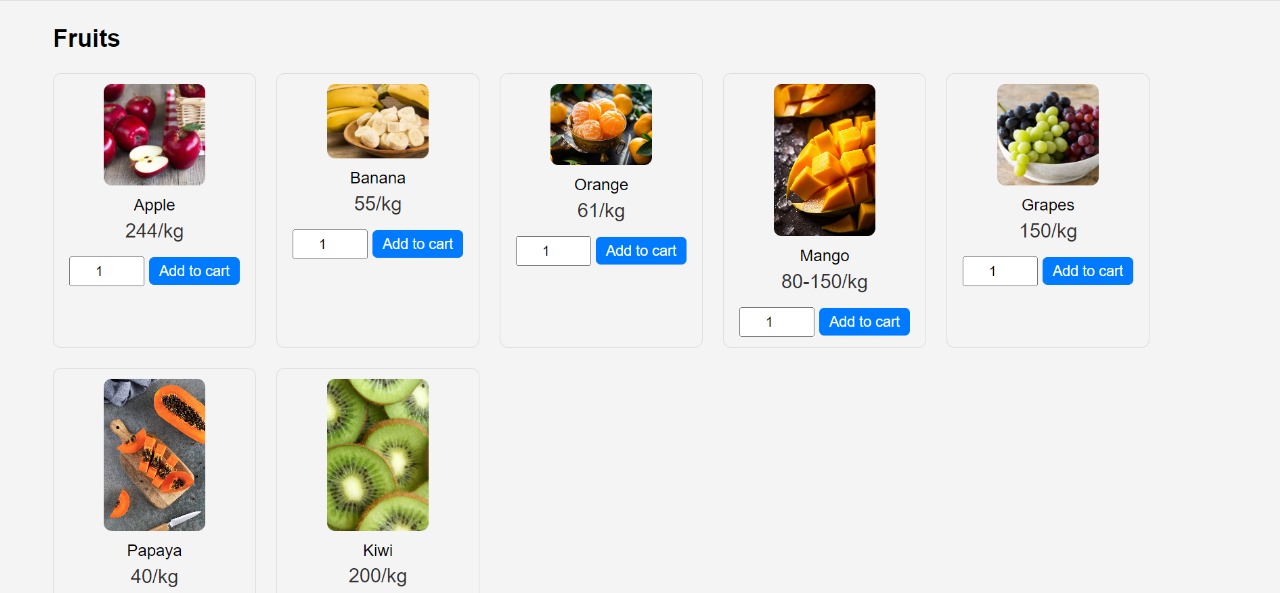 Fruits
Apple
244/kg
1 Add to cart
Banana
55/kg
1 Add to cart
Orange
61/kg
1 Add to cart
Mango
80-150/kg
1 Add to cart
Grapes
150/kg
1 Add to cart
Papaya
40/kg
Kiwi
200/kg